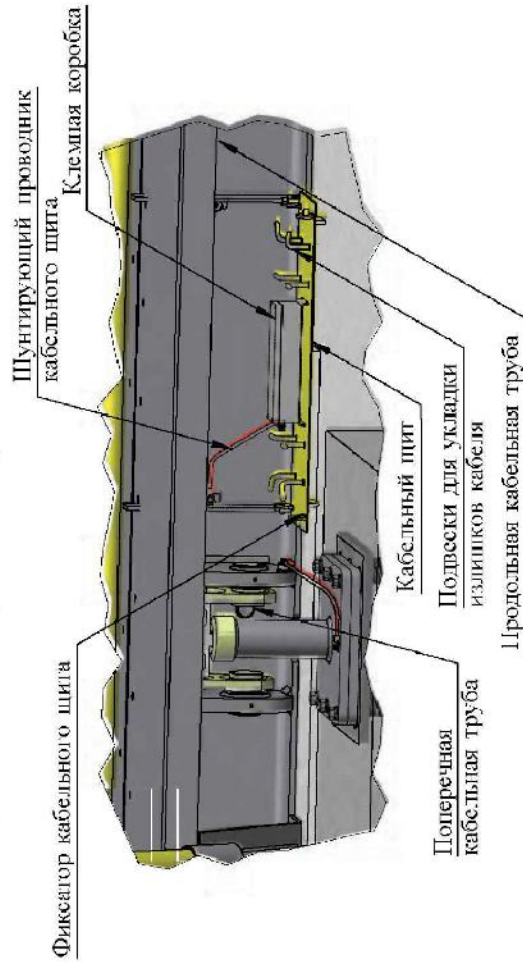 Фиксатор кабельного щита
Шунтирующий проводник
кабельного щита
Клемпая коробка
Поперечная
кабельная труба
Кабельный щит
Подвески для укладки
излишков кабеля
Продольная кабельная труба